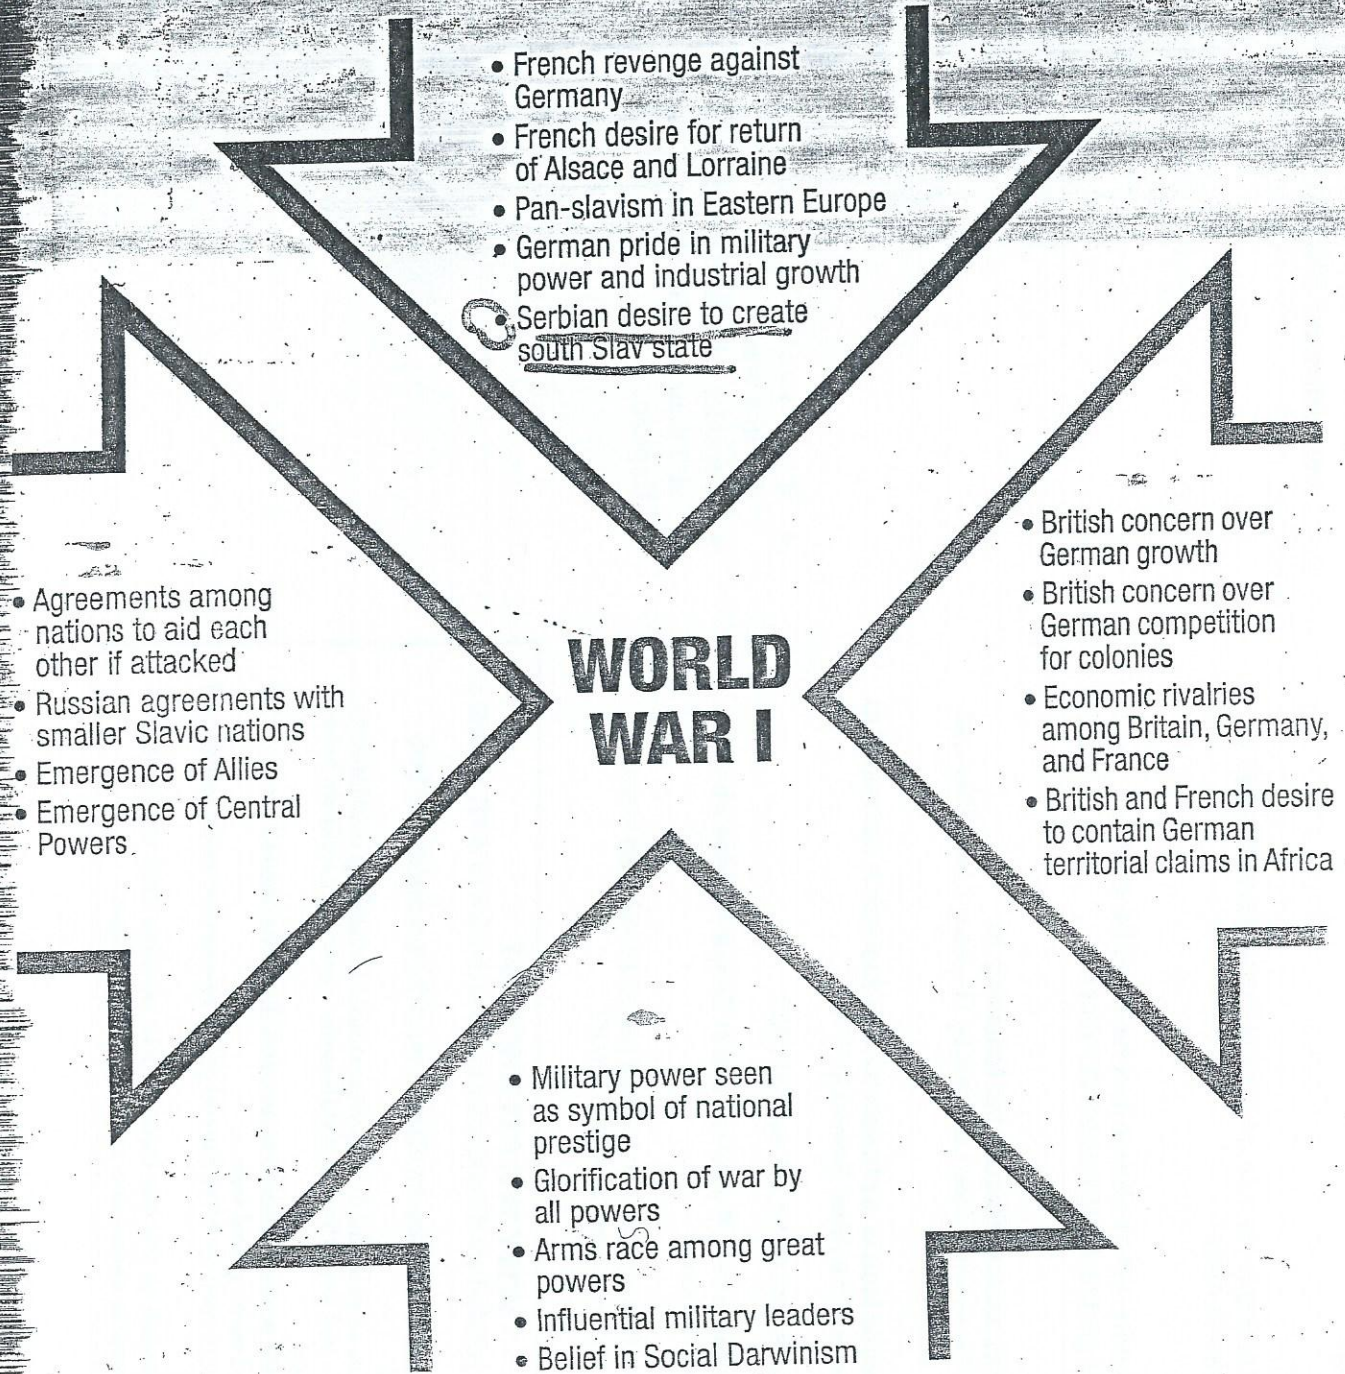 • French revenge against
Germany
• French desire for return
of Alsace and Lorraine
• Pan-slavism in Eastern Europe
• German pride in military
power and industrial growth
• Serbian desire to create
south Slav state
• Agreements among
nations to aid each
other if attacked
• Russian agreements with
smaller Slavic nations
• Emergence of Allies
• Emergence of Central
Powers
WORLD
WAR I
• British concern over
German growth
• British concern over
German competition
for colonies
• Economic rivalries
among Britain, Germany,
and France
• British and French desire
to contain German
territorial claims in Africa
• Military power seen
as symbol of national
prestige
• Glorification of war by
all powers
• Arms race among great
powers
• Influential military leaders
• Belief in Social Darwinism